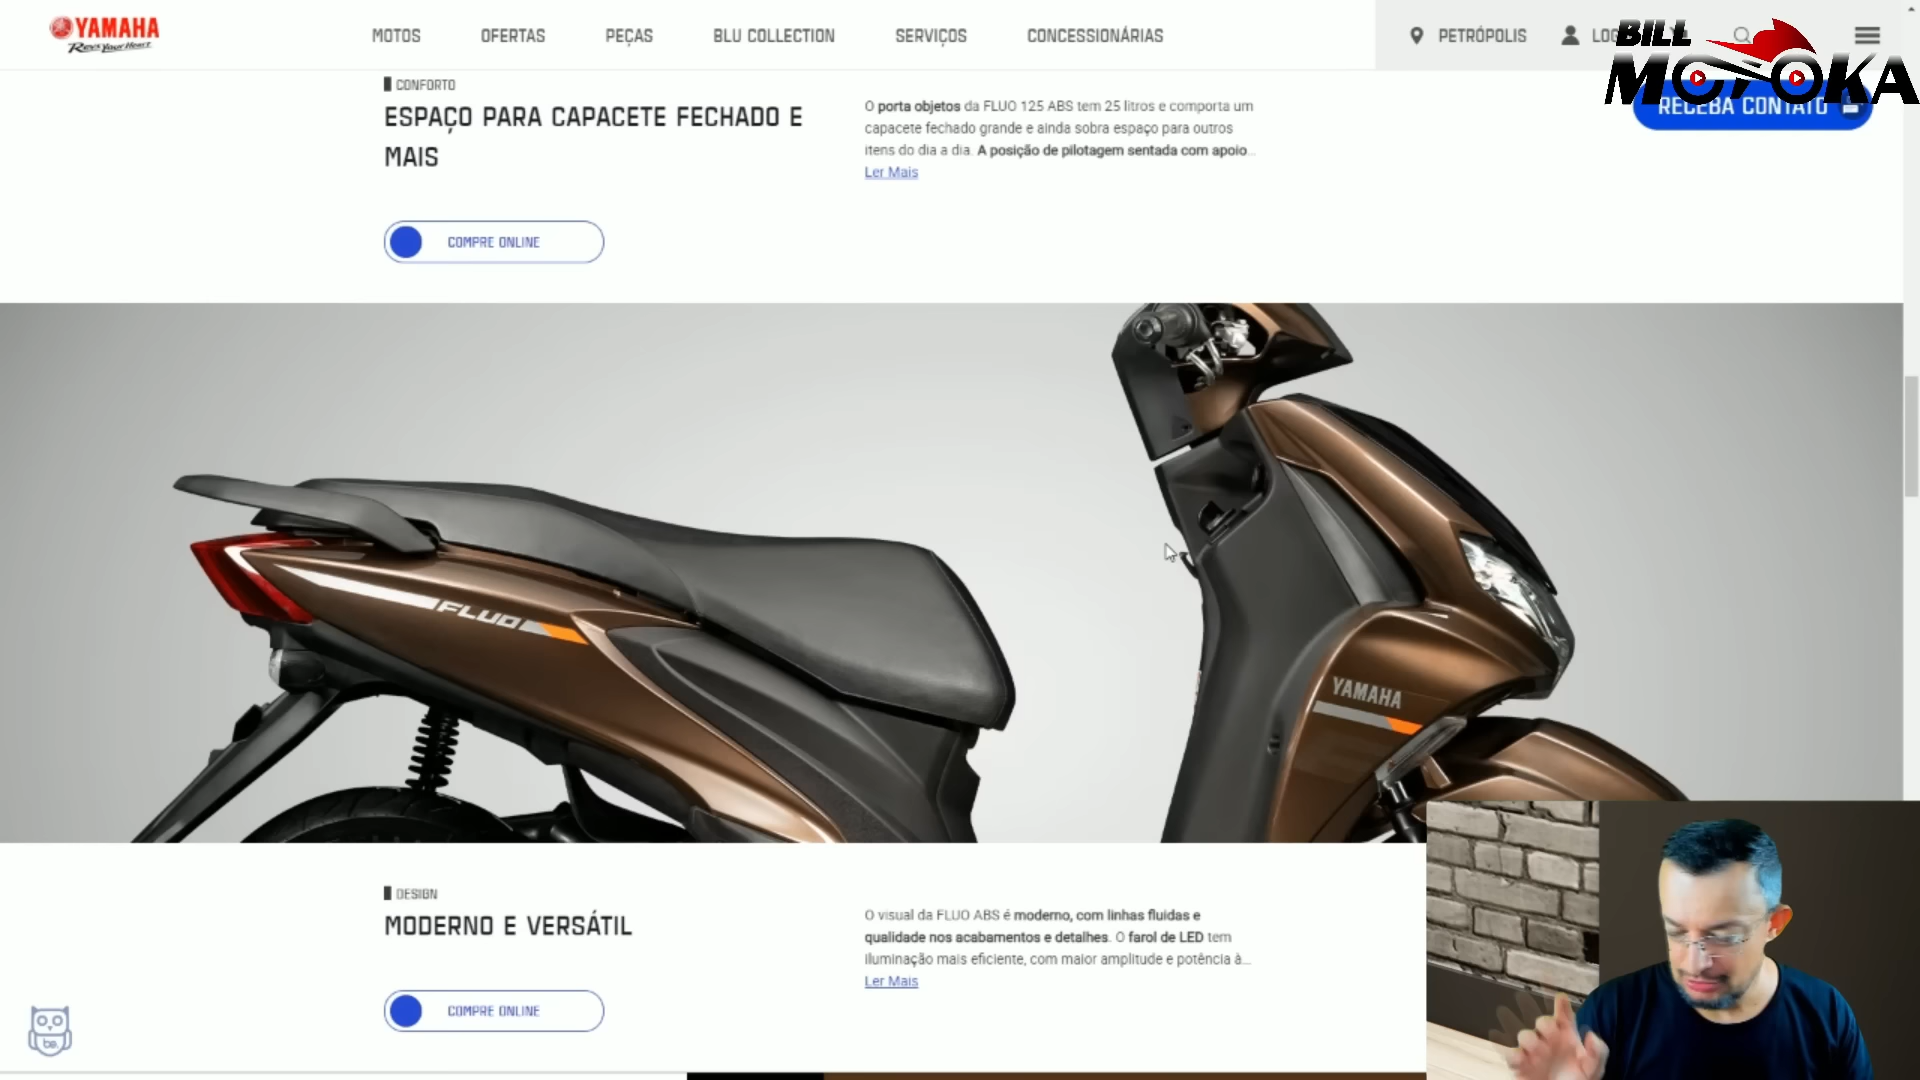 YAMAHA
Revs Your Heart
MOTOS
OFERTAS
PEÇAS
BLU COLLECTION
SERVIÇOS
CONCESSIONÁRIAS
PETRÓPOLIS
BILL
MOTOKA
RECEBA CONTATO
CONFORTO
ESPAÇO PARA CAPACETE FECHADO E
MAIS
O porta objetos da FLUO 125 ABS tem 25 litros e comporta um
capacete fechado grande e ainda sobra espaço para outros
itens do dia a dia. A posição de pilotagem sentada com apoio...
Ler Mais
COMPRE ONLINE
FLUO
YAMAHA
DESIGN
MODERNO E VERSÁTIL
O visual da FLUO ABS é moderno, com linhas fluidas e
qualidade nos acabamentos e detalhes. O farol de LED tem
iluminação mais eficiente, com maior amplitude e potência à...
Ler Mais
COMPRE ONLINE
be.